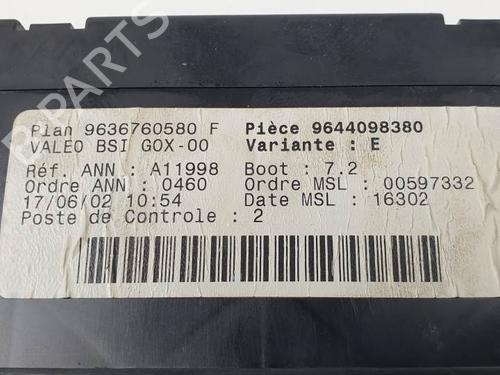 Plan 9636760580 F Pièce 9644098380
VALEO BSI GOX-00 Variante : E
Réf. ANN : A11998 Boot : 7.2
Ordre ANN : 0460 Ordre MSL : 00597332
17/06/02 10:54 Date MSL : 16302
Poste de Controle : 2
B-PARTS